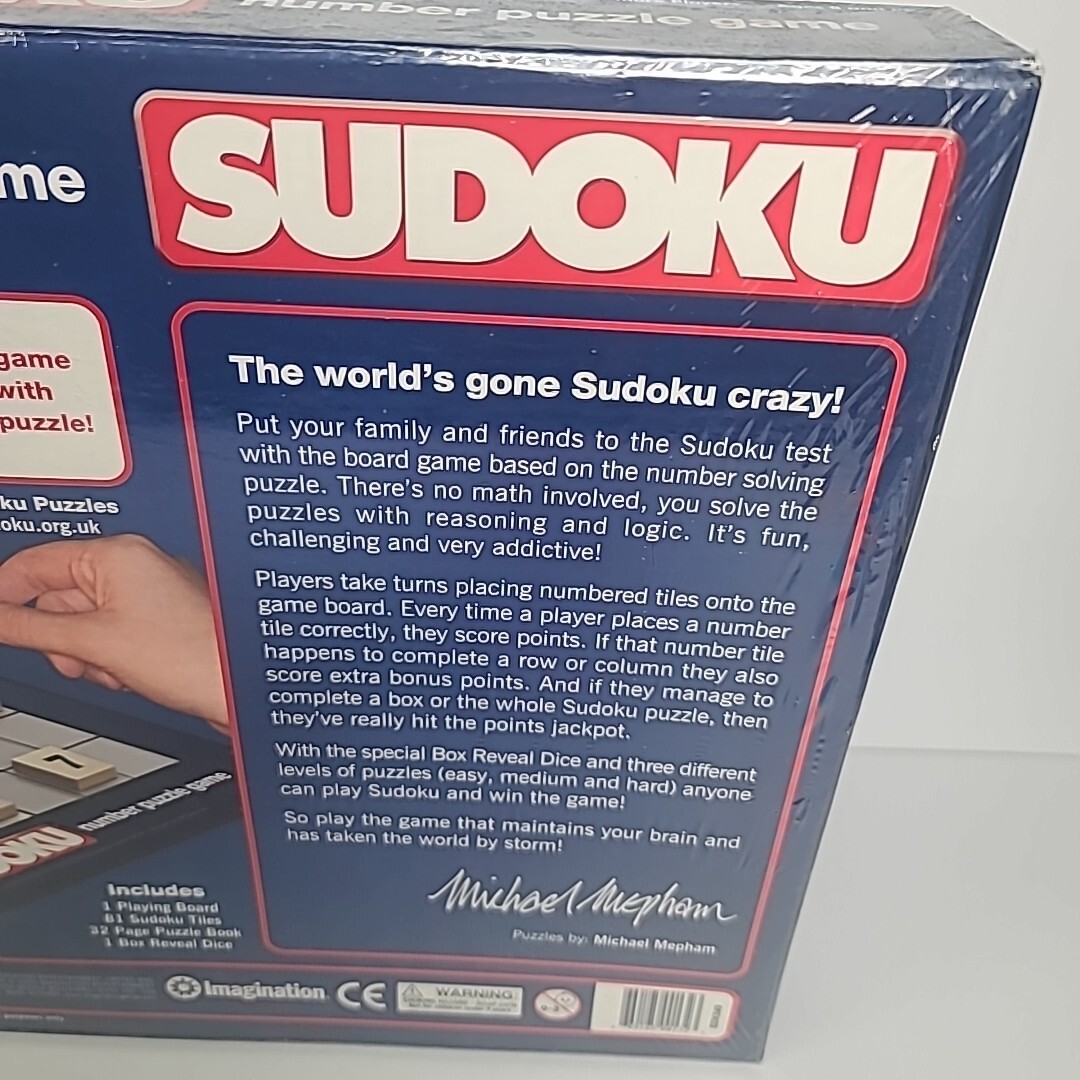 number puzzle game
me
SUDOKU
game
with
puzzle!
ku Puzzles
oku.org.uk
The world's gone Sudoku crazy!
Put your family and friends to the Sudoku test
with the board game based on the number solving
puzzle. There's no math involved, you solve the
puzzles with reasoning and logic. It's fun,
challenging and very addictive!
Players take turns placing numbered tiles onto the
game board. Every time a player places a number
tile correctly, they score points. If that number tile
happens to complete a row or column they also
score extra bonus points. And if they manage to
complete a box or the whole Sudoku puzzle, then
they've really hit the points jackpot.
With the special Box Reveal Dice and three different
levels of puzzles (easy, medium and hard) anyone
can play Sudoku and win the game!
So play the game that maintains your brain and
has taken the world by storm!
Michael Mepham
Puzzles by: Michael Mepham
7
number puzzle game
OKU
Includes
1 Playing Board
81 Sudoku Tiles
32 Page Puzzle Book
1 Box Reveal Dice
Imagination
CE
WARNING:
0-3